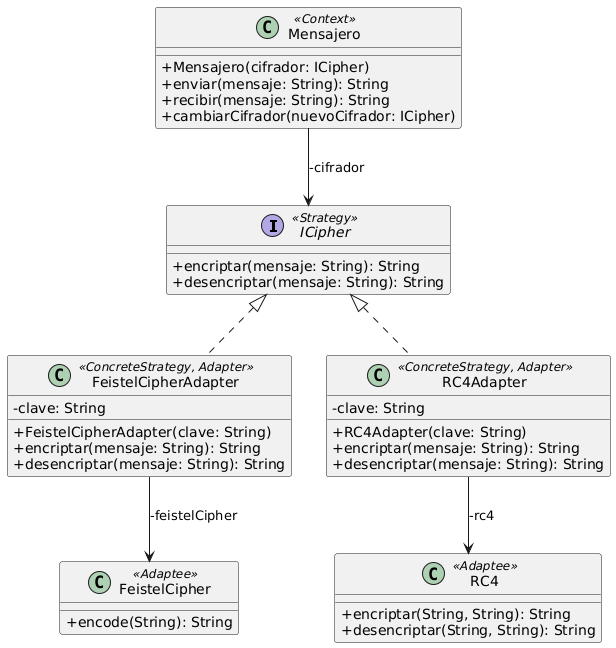 C «Context»
Mensajero
+Mensajero(cifrador: ICipher)
+enviar(mensaje: String): String
+recibir(mensaje: String): String
+cambiarCifrador(nuevoCifrador: ICipher)
-cifrador
I «Strategy»
ICipher
+encriptar(mensaje: String): String
+desencriptar(mensaje: String): String
C «ConcreteStrategy, Adapter»
FeistelCipherAdapter
-clave: String
+FeistelCipherAdapter(clave: String)
+encriptar(mensaje: String): String
+desencriptar(mensaje: String): String
C «ConcreteStrategy, Adapter»
RC4Adapter
-clave: String
+RC4Adapter(clave: String)
+encriptar(mensaje: String): String
+desencriptar(mensaje: String): String
-feistelCipher
-rc4
C «Adaptee»
FeistelCipher
+encode(String): String
C «Adaptee»
RC4
+encriptar(String, String): String
+desencriptar(String, String): String